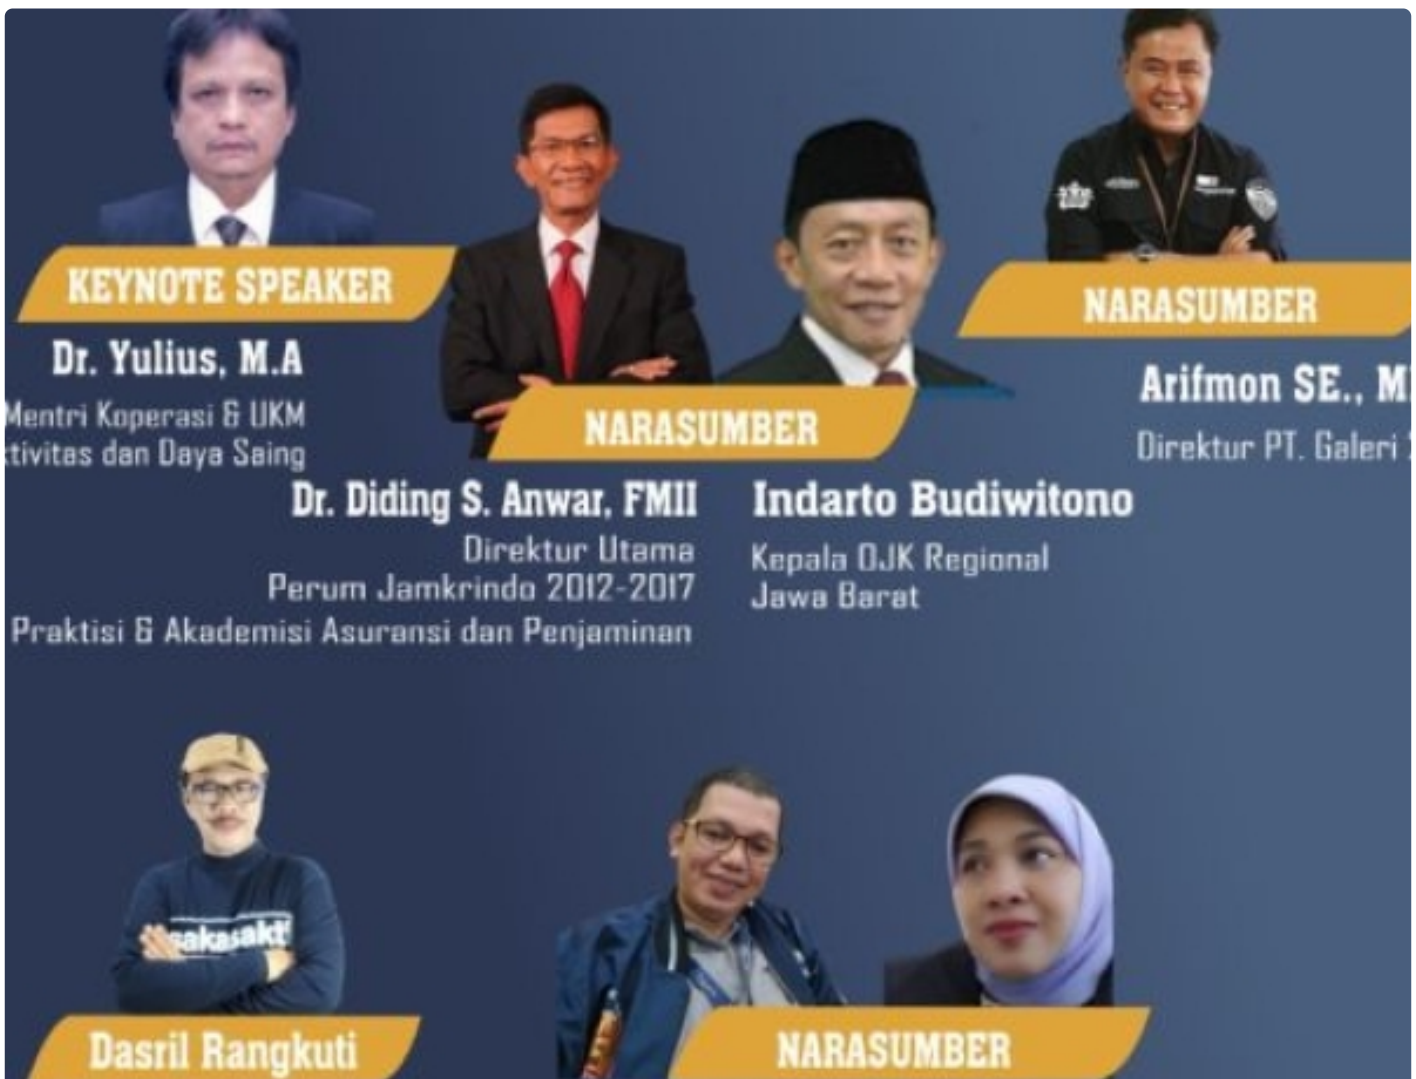 KEYNOTE SPEAKER
Dr. Yulius, M.A
Mentri Koperasi & UKM
ktivitas dan Daya Saing
NARASUMBER
Dr. Diding S. Anwar, FMII
Direktur Utama
Perum Jamkrindo 2012-2017
Praktisi & Akademisi Asuransi dan Penjaminan
Indarto Budiwitono
Kepala OJK Regional
Jawa Barat
NARASUMBER
Arifmon SE., M
Direktur PT. Galeri
sakasakti
Dasril Rangkuti
NARASUMBER